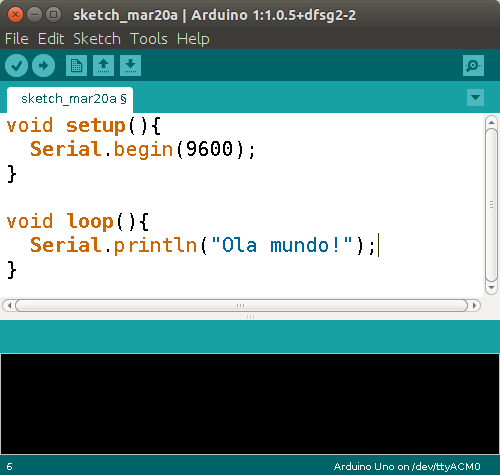 sketch_mar20a | Arduino 1:1.0.5+dfsg2-2
File Edit Sketch Tools Help
sketch_mar20a §
void setup(){
  Serial.begin(9600);
}

void loop(){
  Serial.println("Ola mundo!");
}
6
Arduino Uno on /dev/ttyACM0